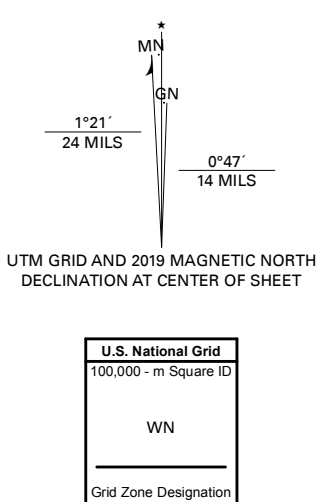 ★
MN
GN
1°21´
24 MILS
0°47´
14 MILS
UTM GRID AND 2019 MAGNETIC NORTH
DECLINATION AT CENTER OF SHEET
U.S. National Grid
100,000 - m Square ID
WN
Grid Zone Designation